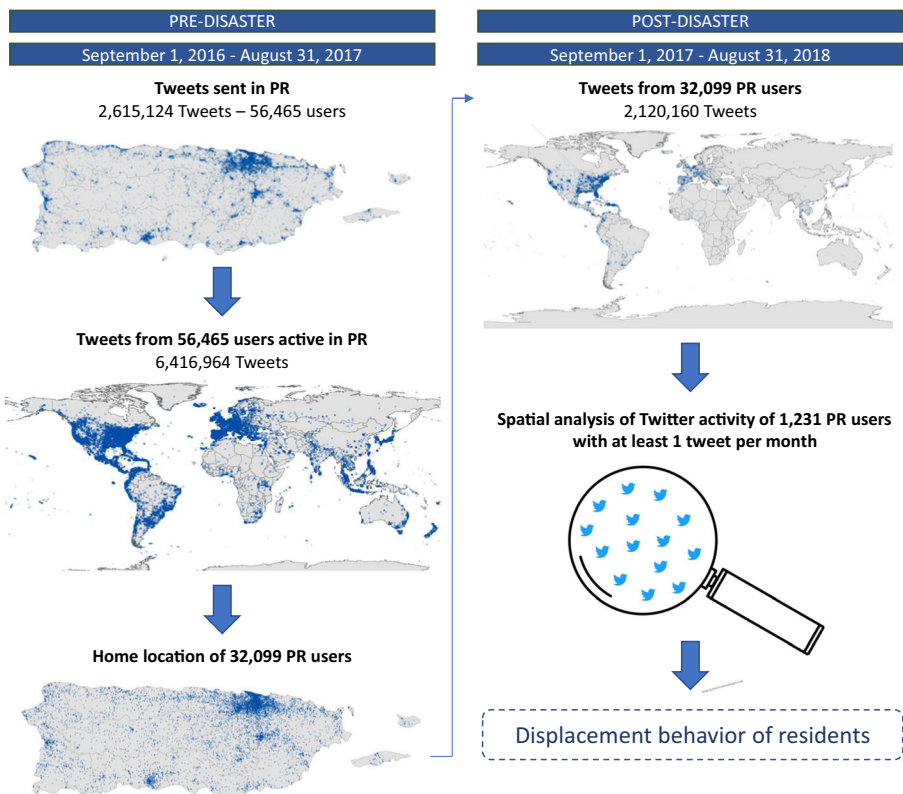 PRE-DISASTER
September 1, 2016 - August 31, 2017
Tweets sent in PR
2,615,124 Tweets – 56,465 users
Tweets from 56,465 users active in PR
6,416,964 Tweets
Home location of 32,099 PR users
POST-DISASTER
September 1, 2017 - August 31, 2018
Tweets from 32,099 PR users
2,120,160 Tweets
Spatial analysis of Twitter activity of 1,231 PR users
with at least 1 tweet per month
Displacement behavior of residents